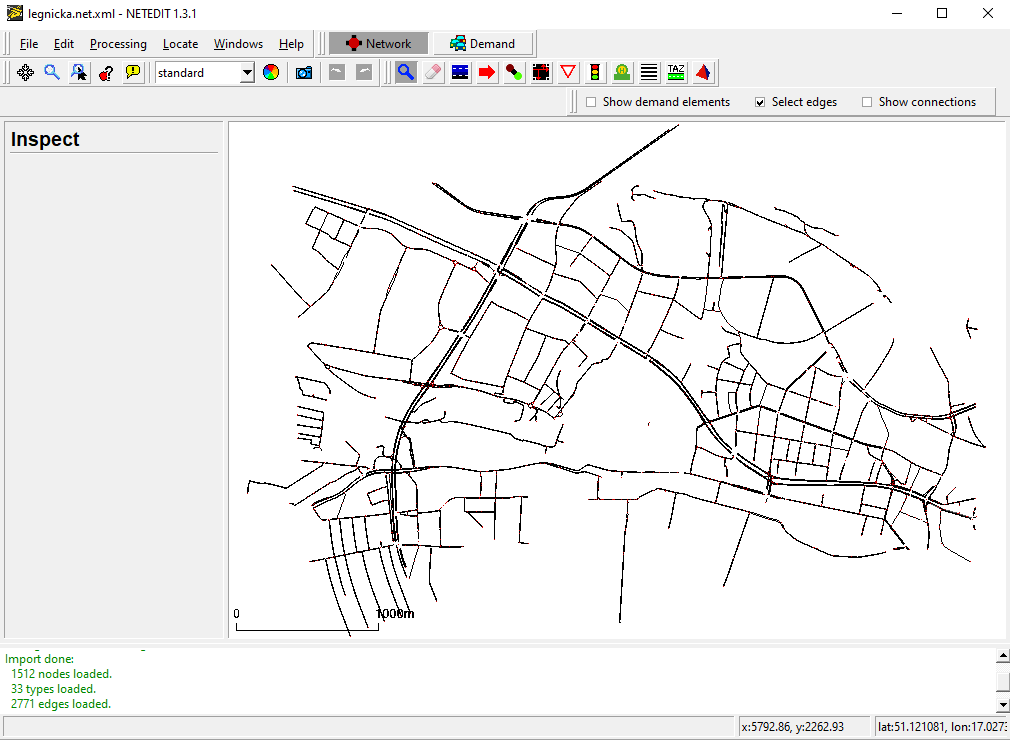 legnicka.net.xml - NETEDIT 1.3.1
File Edit Processing Locate Windows Help Network Demand
standard TAZ
Show demand elements Select edges Show connections
Inspect
0 1000m
Import done:
1512 nodes loaded.
33 types loaded.
2771 edges loaded.
x:5792.86, y:2262.93 lat:51.121081, lon:17.027